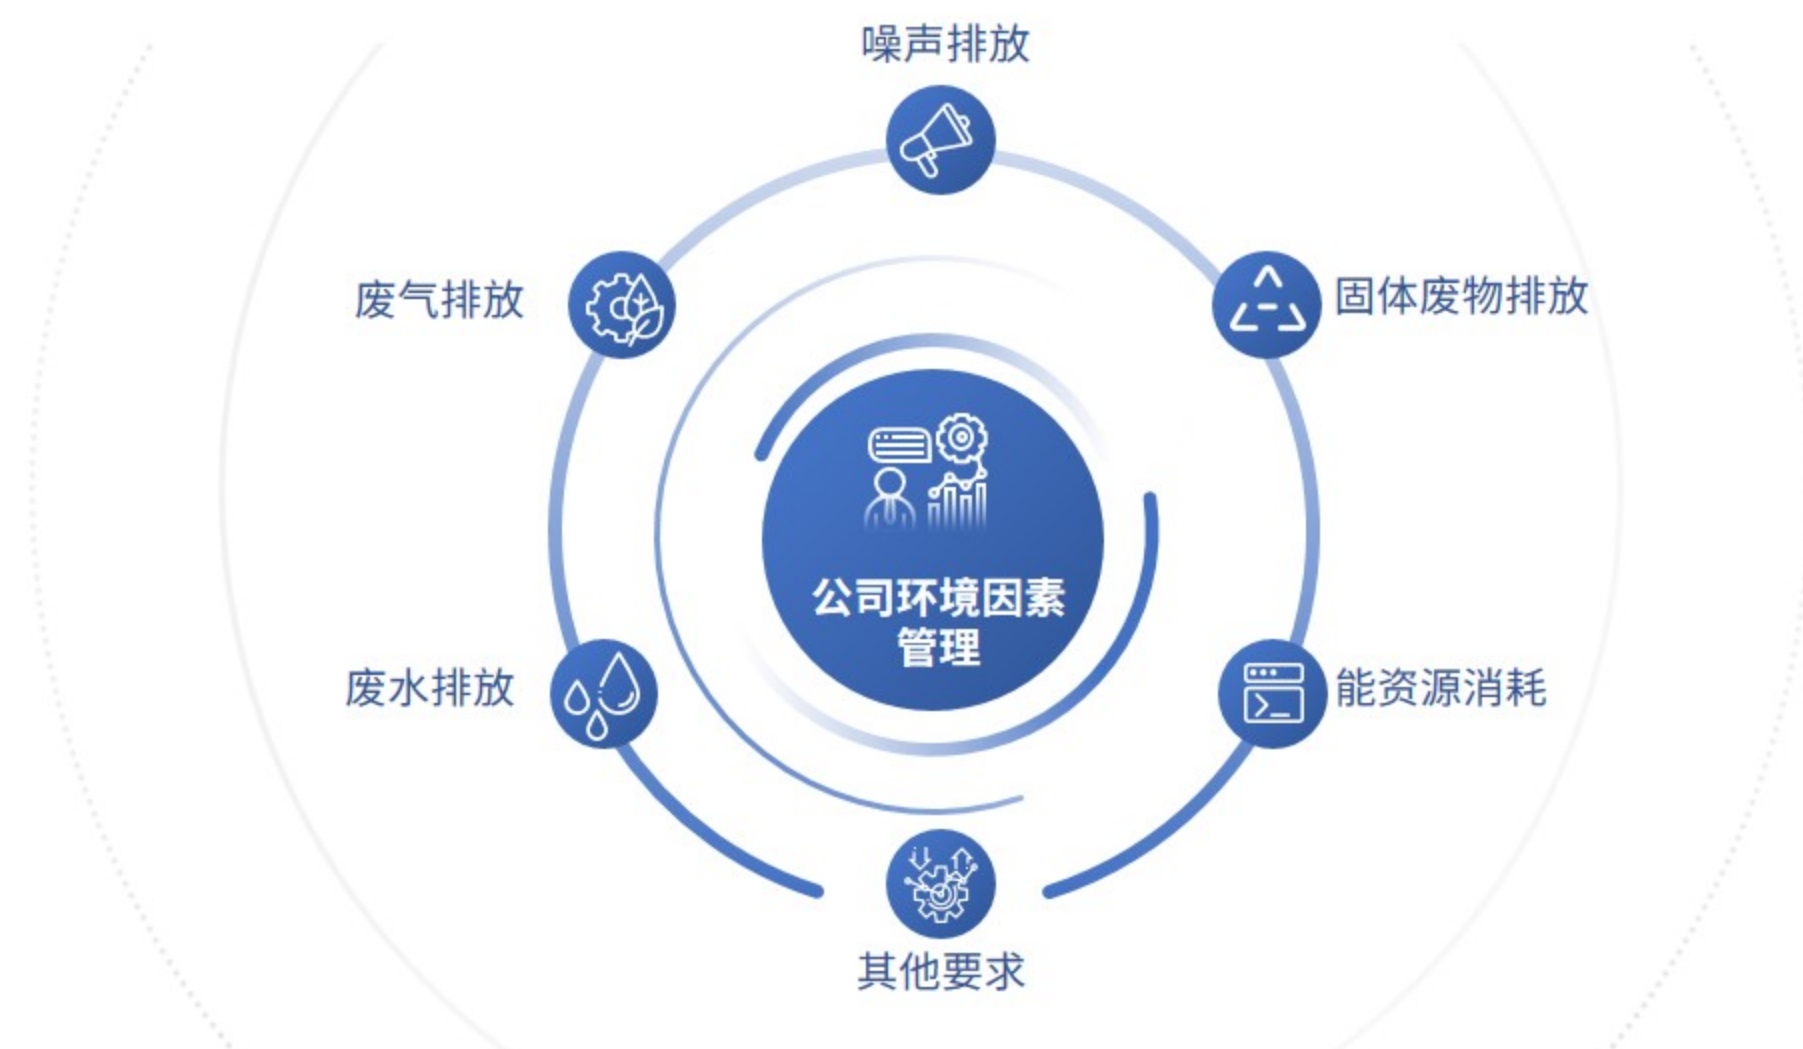 噪声排放
废气排放
固体废物排放
公司环境因素
管理
废水排放
能资源消耗
其他要求